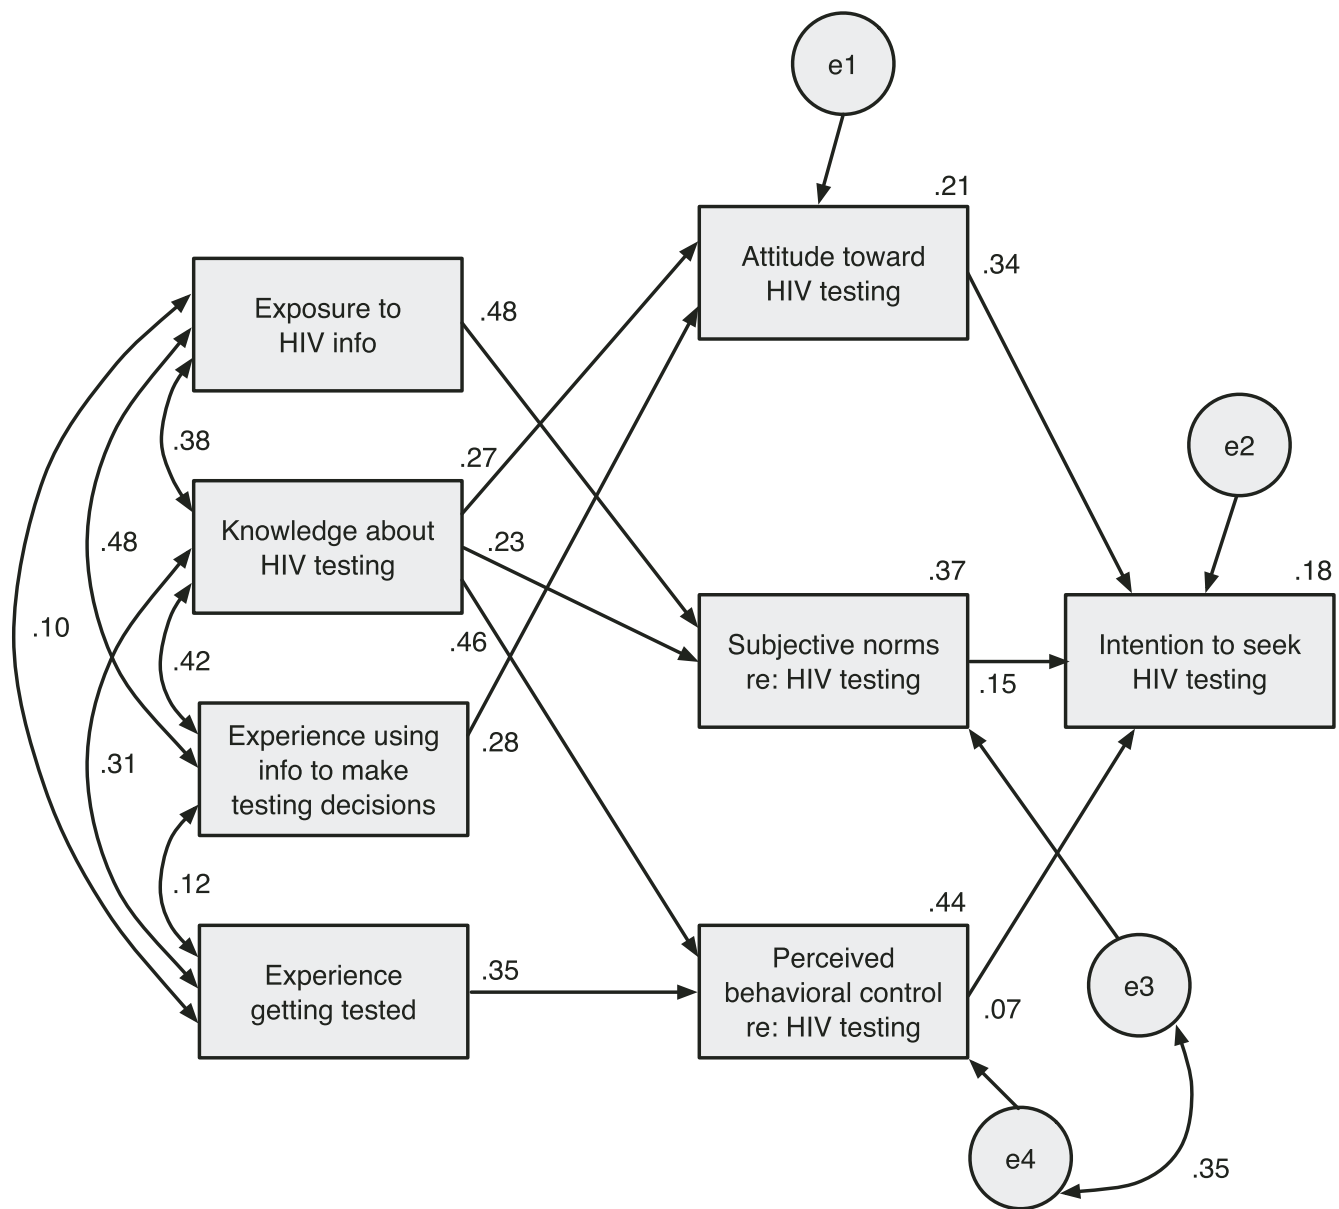 e1
.21
Attitude toward
HIV testing
.34
Exposure to
HIV info
.48
.38
.27
e2
Knowledge about
HIV testing
.48
.23
.37
.18
.10
.46
.42
Subjective norms
re: HIV testing
.15
Intention to seek
HIV testing
Experience using
info to make
testing decisions
.28
.31
.12
.44
Experience
getting tested
.35
Perceived
behavioral control
re: HIV testing
.07
e3
e4
.35